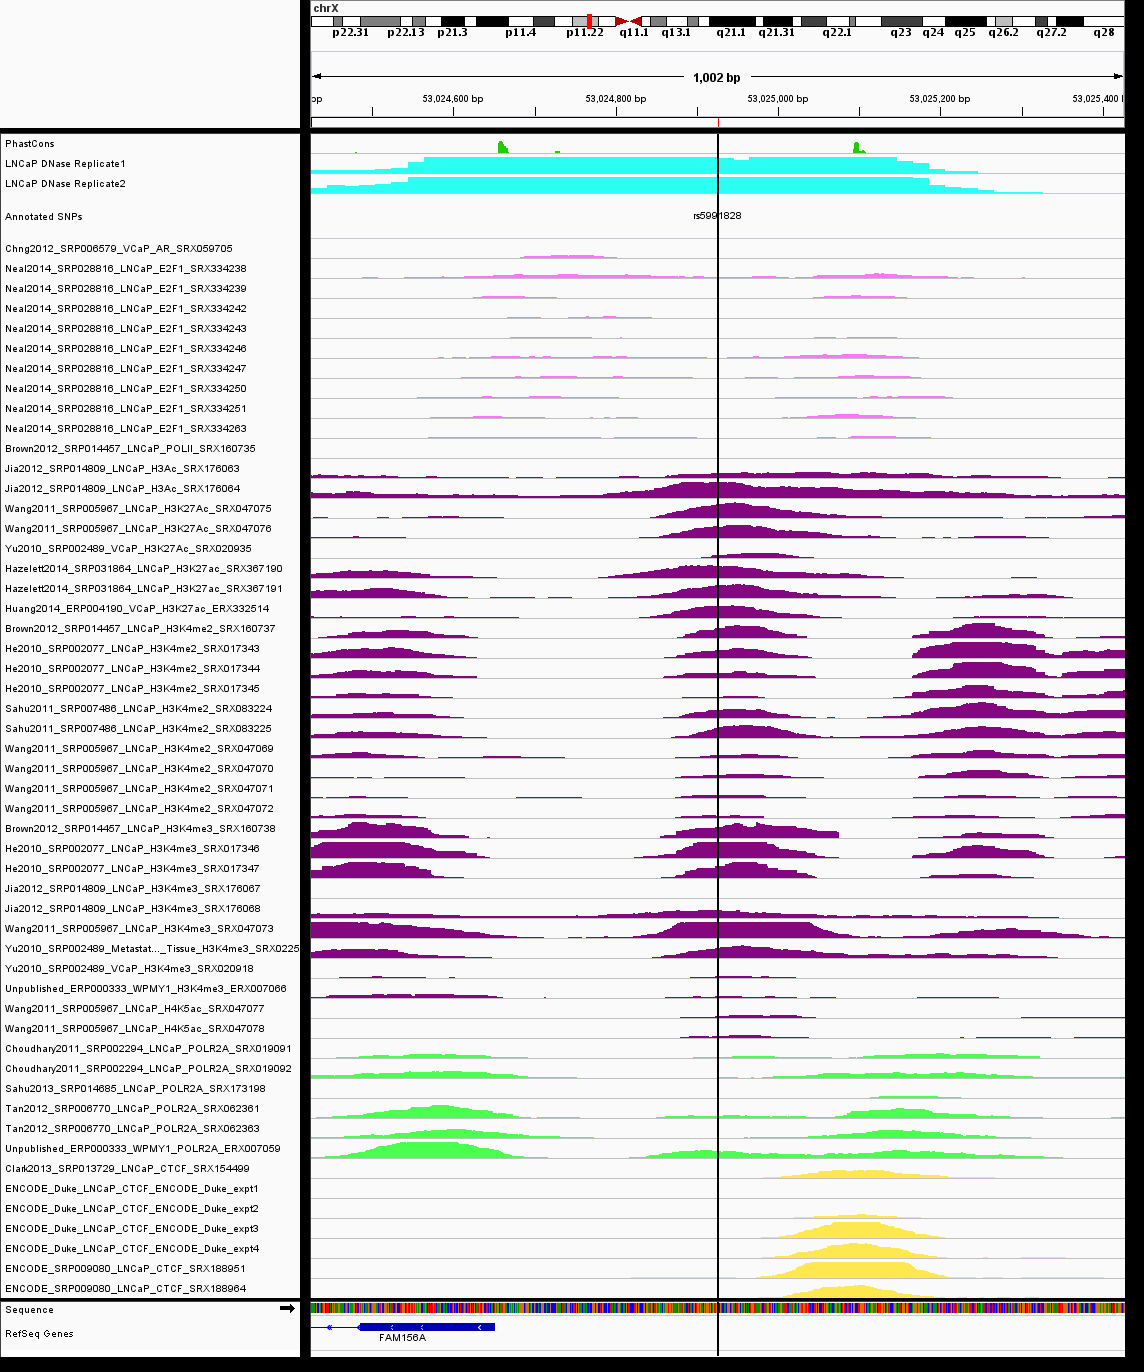 chrX
p22.31 p22.13 p21.3 p11.4 p11.22 q11.1 q13.1 q21.1 q21.31 q22.1 q23 q24 q25 q26.2 q27.2 q28
1,002 bp
bp 53,024,600 bp 53,024,800 bp 53,025,000 bp 53,025,200 bp 53,025,400
PhastCons
LNCaP DNase Replicate1
LNCaP DNase Replicate2
Annotated SNPs rs5991828
Chng2012_SRP006579_VCaP_AR_SRX059705
Neal2014_SRP028816_LNCaP_E2F1_SRX334238
Neal2014_SRP028816_LNCaP_E2F1_SRX334239
Neal2014_SRP028816_LNCaP_E2F1_SRX334242
Neal2014_SRP028816_LNCaP_E2F1_SRX334243
Neal2014_SRP028816_LNCaP_E2F1_SRX334246
Neal2014_SRP028816_LNCaP_E2F1_SRX334247
Neal2014_SRP028816_LNCaP_E2F1_SRX334250
Neal2014_SRP028816_LNCaP_E2F1_SRX334251
Neal2014_SRP028816_LNCaP_E2F1_SRX334263
Brown2012_SRP014457_LNCaP_POLII_SRX160735
Jia2012_SRP014809_LNCaP_H3Ac_SRX176063
Jia2012_SRP014809_LNCaP_H3Ac_SRX176064
Wang2011_SRP005967_LNCaP_H3K27Ac_SRX047075
Wang2011_SRP005967_LNCaP_H3K27Ac_SRX047076
Yu2010_SRP002489_VCaP_H3K27Ac_SRX020935
Hazelett2014_SRP031864_LNCaP_H3K27ac_SRX367190
Hazelett2014_SRP031864_LNCaP_H3K27ac_SRX367191
Huang2014_ERP004190_VCaP_H3K27ac_ERX332514
Brown2012_SRP014457_LNCaP_H3K4me2_SRX160737
He2010_SRP002077_LNCaP_H3K4me2_SRX017343
He2010_SRP002077_LNCaP_H3K4me2_SRX017344
He2010_SRP002077_LNCaP_H3K4me2_SRX017345
Sahu2011_SRP007486_LNCaP_H3K4me2_SRX083224
Sahu2011_SRP007486_LNCaP_H3K4me2_SRX083225
Wang2011_SRP005967_LNCaP_H3K4me2_SRX047069
Wang2011_SRP005967_LNCaP_H3K4me2_SRX047070
Wang2011_SRP005967_LNCaP_H3K4me2_SRX047071
Wang2011_SRP005967_LNCaP_H3K4me2_SRX047072
Brown2012_SRP014457_LNCaP_H3K4me3_SRX160738
He2010_SRP002077_LNCaP_H3K4me3_SRX017346
He2010_SRP002077_LNCaP_H3K4me3_SRX017347
Jia2012_SRP014809_LNCaP_H3K4me3_SRX176067
Jia2012_SRP014809_LNCaP_H3K4me3_SRX176068
Wang2011_SRP005967_LNCaP_H3K4me3_SRX047073
Yu2010_SRP002489_Metastat..._Tissue_H3K4me3_SRX0225
Yu2010_SRP002489_VCaP_H3K4me3_SRX020918
Unpublished_ERP000333_WPMY1_H3K4me3_ERX007066
Wang2011_SRP005967_LNCaP_H4K5ac_SRX047077
Wang2011_SRP005967_LNCaP_H4K5ac_SRX047078
Choudhary2011_SRP002294_LNCaP_POLR2A_SRX019091
Choudhary2011_SRP002294_LNCaP_POLR2A_SRX019092
Sahu2013_SRP014685_LNCaP_POLR2A_SRX173198
Tan2012_SRP006770_LNCaP_POLR2A_SRX062361
Tan2012_SRP006770_LNCaP_POLR2A_SRX062363
Unpublished_ERP000333_WPMY1_POLR2A_ERX007059
Clark2013_SRP013729_LNCaP_CTCF_SRX154499
ENCODE_Duke_LNCaP_CTCF_ENCODE_Duke_expt1
ENCODE_Duke_LNCaP_CTCF_ENCODE_Duke_expt2
ENCODE_Duke_LNCaP_CTCF_ENCODE_Duke_expt3
ENCODE_Duke_LNCaP_CTCF_ENCODE_Duke_expt4
ENCODE_SRP009080_LNCaP_CTCF_SRX188951
ENCODE_SRP009080_LNCaP_CTCF_SRX188964
Sequence
RefSeq Genes
FAM156A